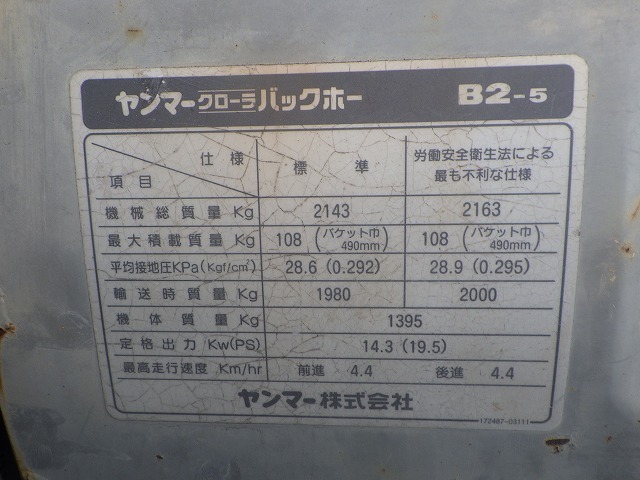 ヤンマークローラバックホー B2-5
仕様 項目 標準 労働安全衛生法による最も不利な仕様
機械総質量 Kg 2143 2163
最大積載質量 Kg 108 (バケット巾 490mm) 108 (バケット巾 490mm)
平均接地圧KPa(Kgf/cm²) 28.6 (0.292) 28.9 (0.295)
輸送時質量 Kg 1980 2000
機体質量 Kg 1395
定格出力 Kw(PS) 14.3 (19.5)
最高走行速度 Km/hr 前進 4.4 後進 4.4
ヤンマー株式会社
172487-03111